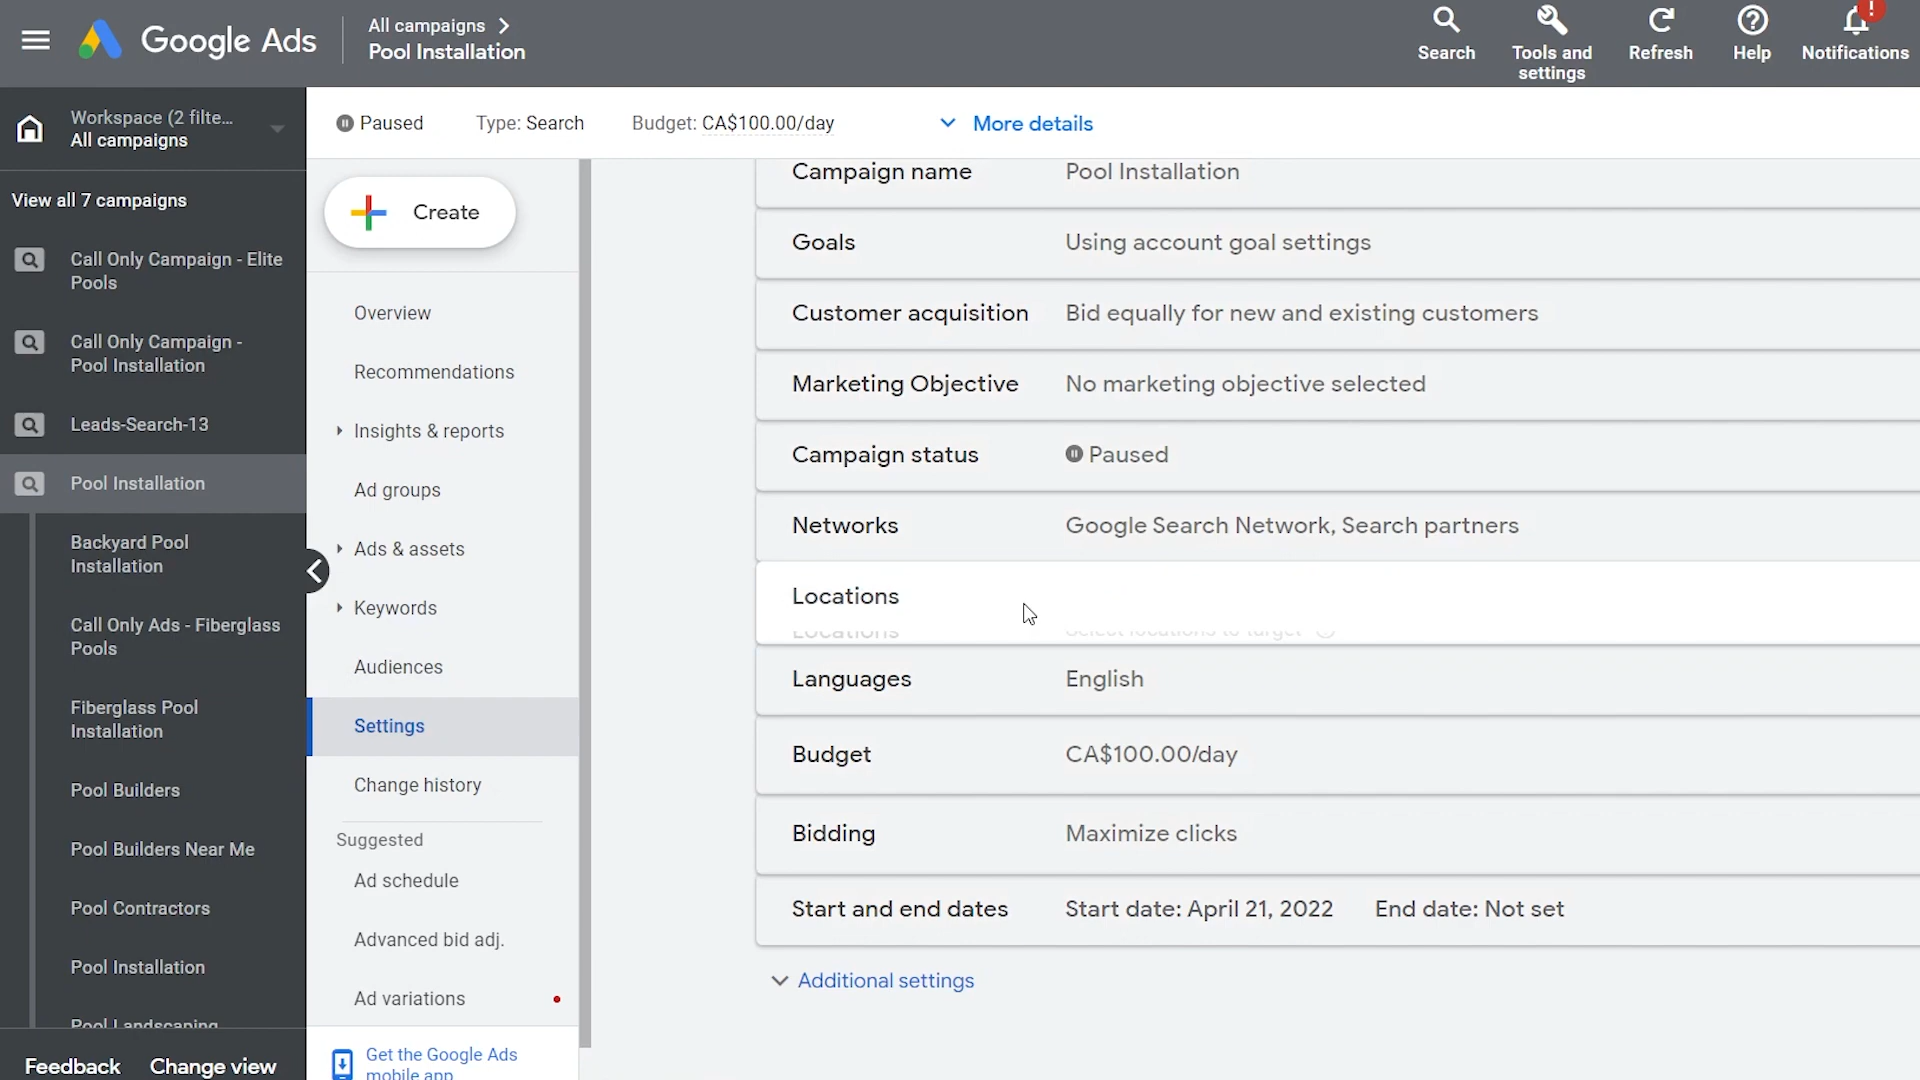 Google Ads
All campaigns
Pool Installation
Search
Tools and
settings
Refresh
Help
!
Notifications
Workspace (2 filte...
All campaigns
View all 7 campaigns
Call Only Campaign - Elite
Pools
Call Only Campaign -
Pool Installation
Leads-Search-13
Pool Installation
Backyard Pool
Installation
Call Only Ads - Fiberglass
Pools
Fiberglass Pool
Installation
Pool Builders
Pool Builders Near Me
Pool Contractors
Pool Installation
Pool Landscaping
Feedback Change view
Paused Type: Search Budget: CA$100.00/day More details
Create
Overview
Recommendations
Insights & reports
Ad groups
Ads & assets
Keywords
Audiences
Settings
Change history
Suggested
Ad schedule
Advanced bid adj.
Ad variations
Get the Google Ads
mobile app
Campaign name Pool Installation
Goals Using account goal settings
Customer acquisition Bid equally for new and existing customers
Marketing Objective No marketing objective selected
Campaign status Paused
Networks Google Search Network, Search partners
Locations
Locations Select locations to target
Languages English
Budget CA$100.00/day
Bidding Maximize clicks
Start and end dates Start date: April 21, 2022 End date: Not set
Additional settings